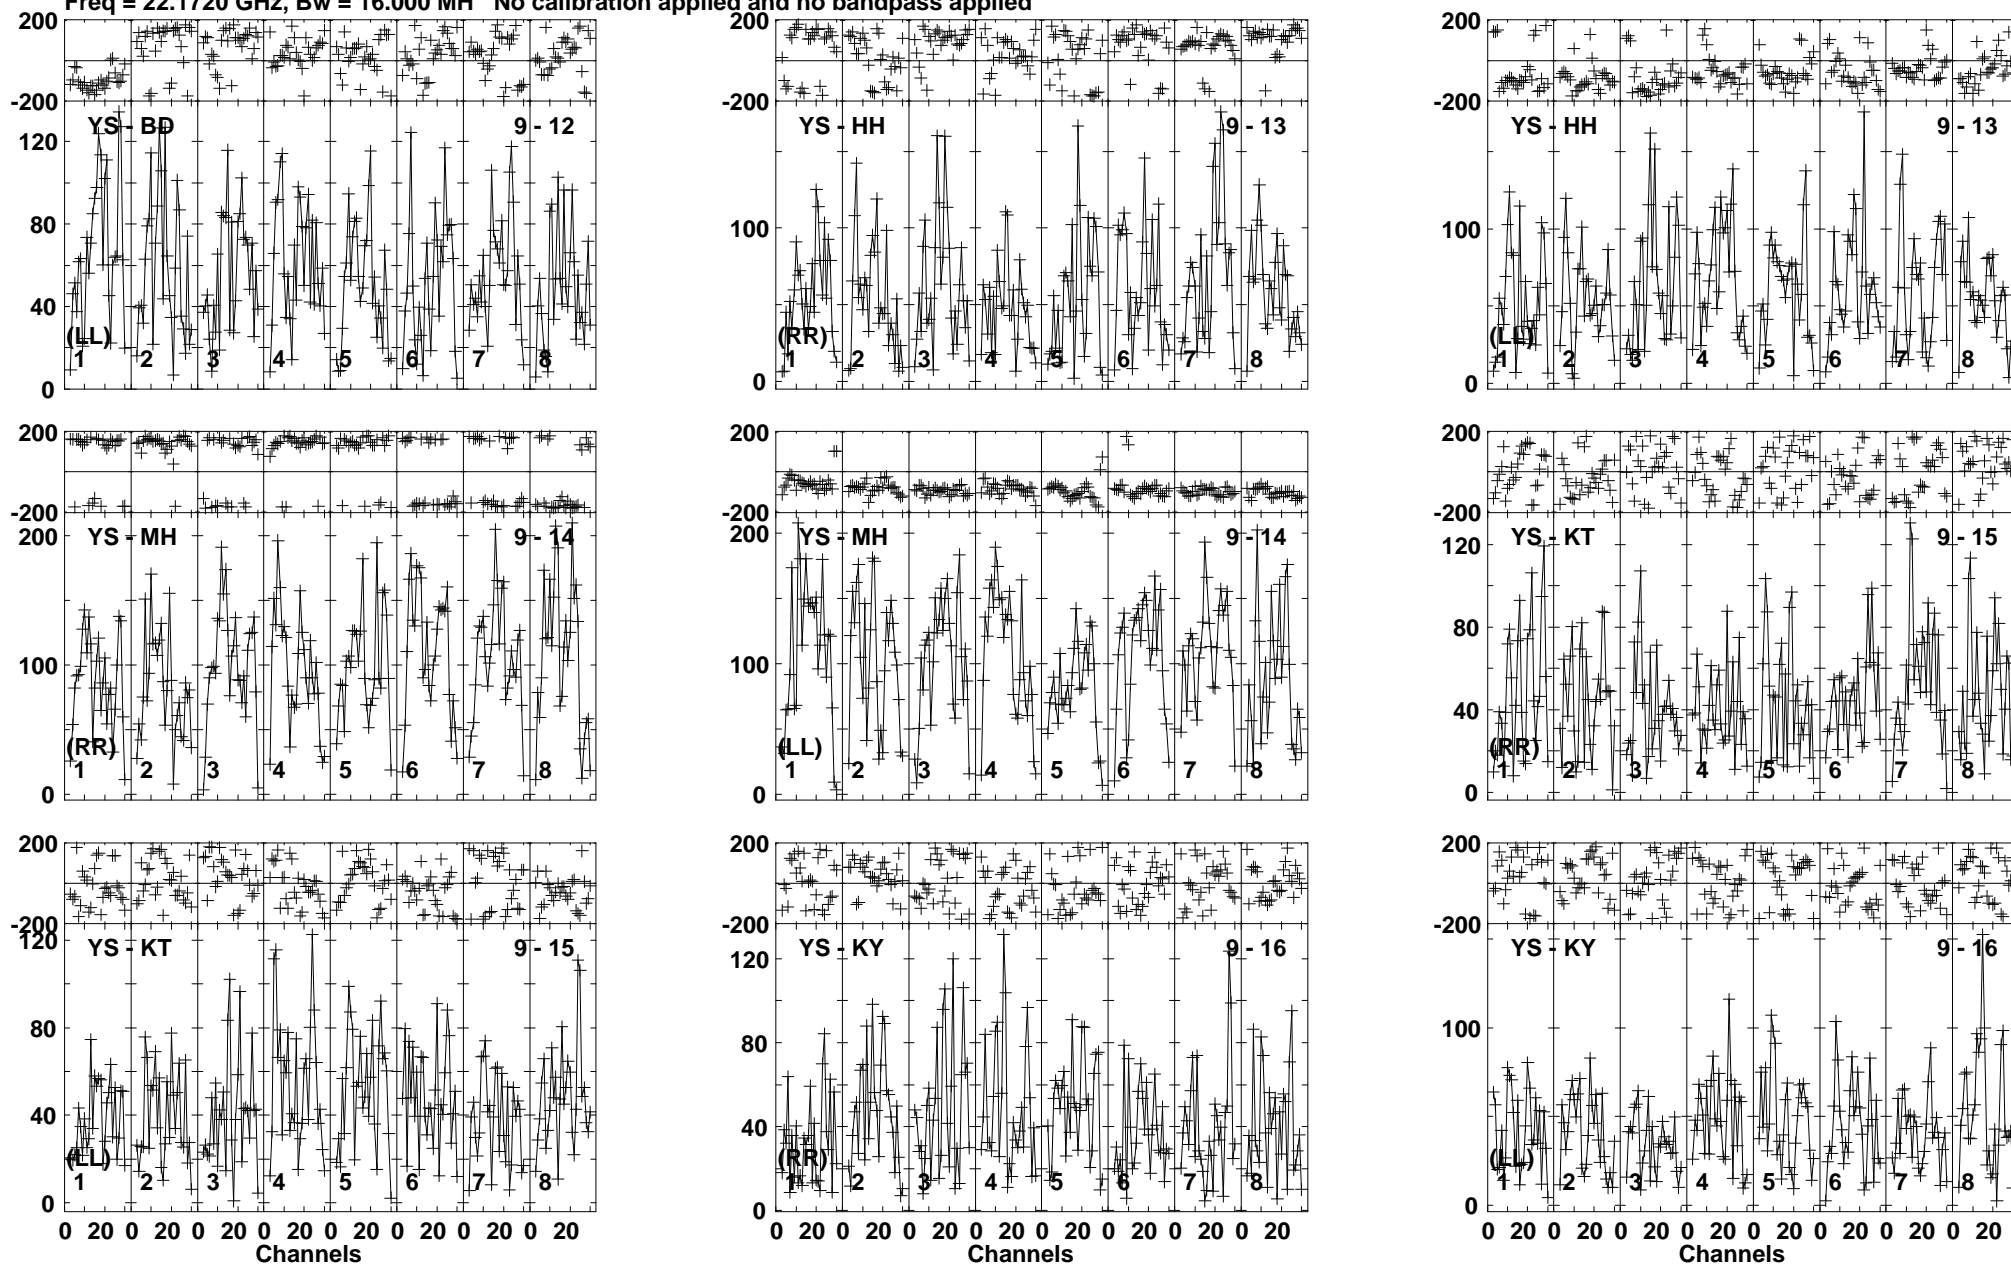 Freq = 22.1720 GHz, Bw = 16.000 MH No calibration applied and no bandpass applied
200 200 200
-200 -200 -200
YS - BD 9 - 12 YS - HH 9 - 13 YS - HH 9 - 13
120
80 100 100
40
(LL) (RR) (LL)
1 2 3 4 5 6 7 8 1 2 3 4 5 6 7 8 1 2 3 4 5 6 7 8
0 0 0
200 200 200
-200 -200 -200
YS - MH 9 - 14 YS - MH 9 - 14 YS - KT 9 - 15
200 200 120
80
100 100
40
(RR) (LL) (RR)
1 2 3 4 5 6 7 8 1 2 3 4 5 6 7 8 1 2 3 4 5 6 7 8
0 0 0
200 200 200
-200 -200 -200
YS - KT 9 - 15 YS - KY 9 - 16 YS - KY 9 - 16
120 120
80 80 100
40 40
(LL) (RR) (LL)
1 2 3 4 5 6 7 8 1 2 3 4 5 6 7 8 1 2 3 4 5 6 7 8
0 0 0
0 20 0 20 0 20 0 20 0 20 0 20 0 20 0 20 0 20 0 20 0 20 0 20 0 20 0 20 0 20 0 20 0 20 0 20 0 20 0 20 0 20 0 20 0 20 0 20
Channels Channels Channels